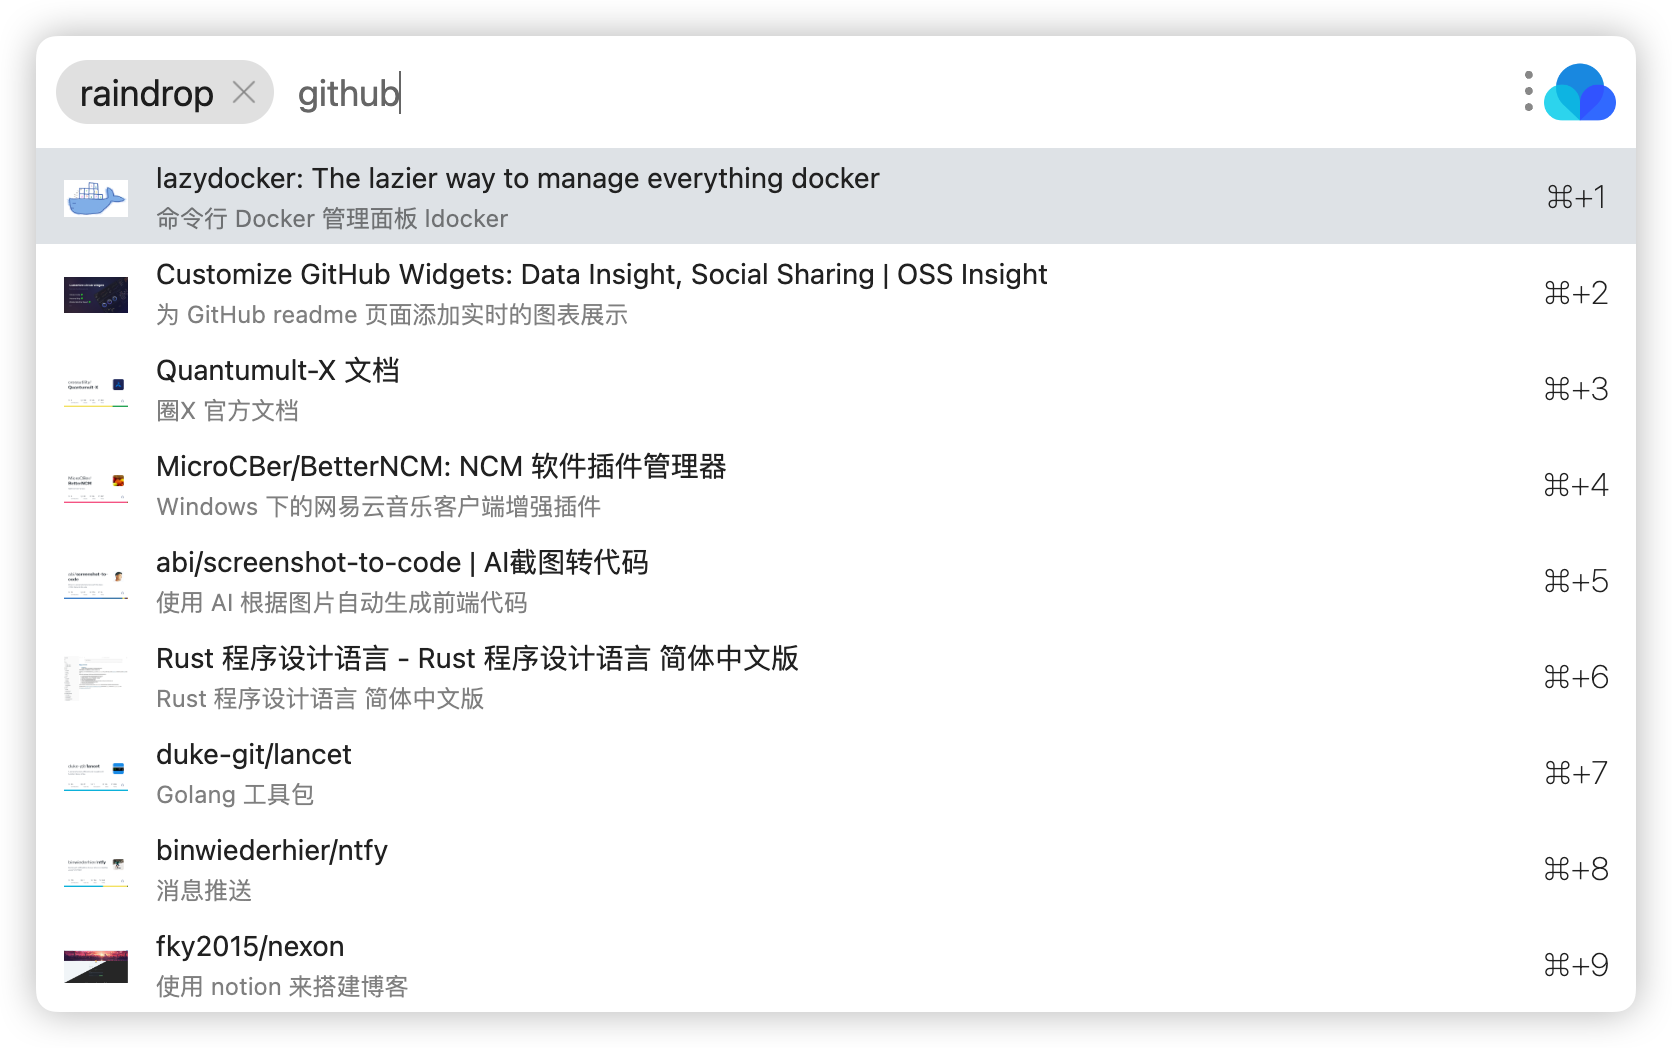 raindrop
github
lazydocker: The lazier way to manage everything docker
命令行 Docker 管理面板 ldocker
⌘+1
Customize GitHub Widgets: Data Insight, Social Sharing | OSS Insight
为 GitHub readme 页面添加实时的图表展示
⌘+2
Quantumult-X 文档
圈X 官方文档
⌘+3
MicroCBer/BetterNCM: NCM 软件插件管理器
Windows 下的网易云音乐客户端增强插件
⌘+4
abi/screenshot-to-code | AI截图转代码
使用 AI 根据图片自动生成前端代码
⌘+5
Rust 程序设计语言 - Rust 程序设计语言 简体中文版
Rust 程序设计语言 简体中文版
⌘+6
duke-git/lancet
Golang 工具包
⌘+7
binwiederhier/ntfy
消息推送
⌘+8
fky2015/nexon
使用 notion 来搭建博客
⌘+9